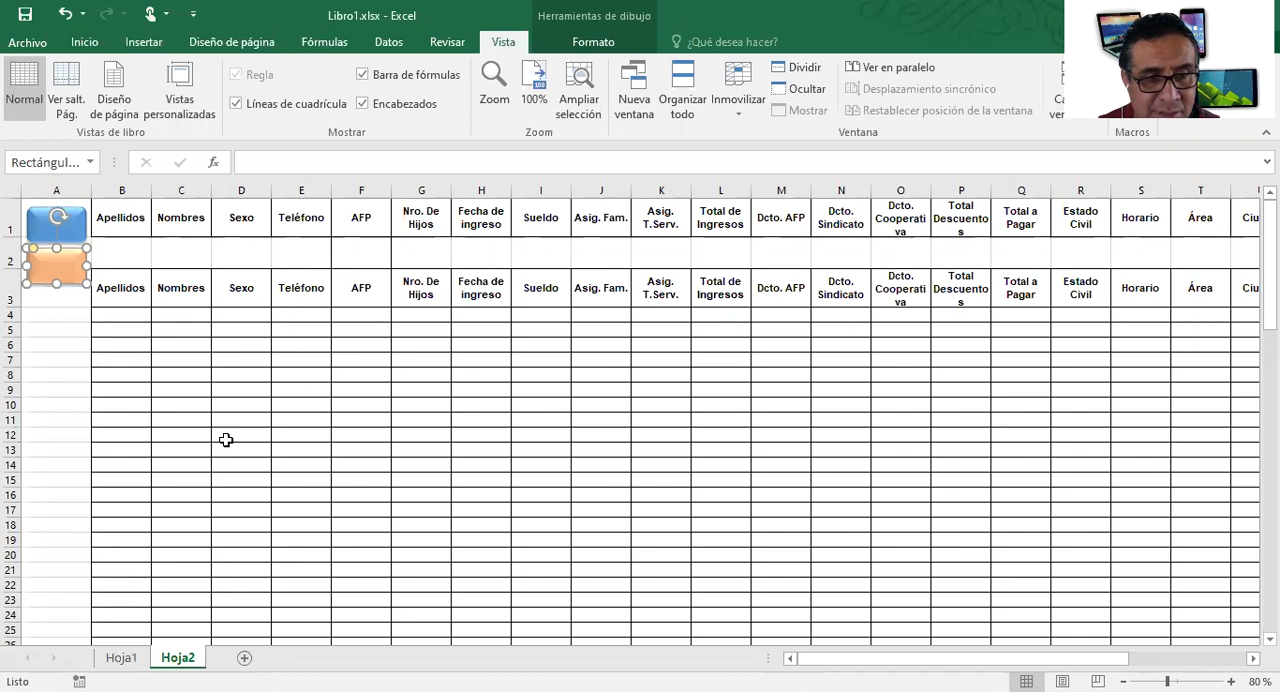 Libro1.xlsx - Excel
Herramientas de dibujo
Archivo
Inicio
Insertar
Diseño de página
Fórmulas
Datos
Revisar
Vista
Formato
¿Qué desea hacer?
Normal
Ver salt. Pág.
Diseño de página
Vistas personalizadas
Vistas de libro
Regla
Barra de fórmulas
Líneas de cuadrícula
Encabezados
Mostrar
Zoom
100%
Ampliar selección
Zoom
Nueva ventana
Organizar todo
Inmovilizar
Dividir
Ocultar
Mostrar
Ver en paralelo
Desplazamiento sincrónico
Restablecer posición de la ventana
Ventana
Macros
Rectángul...
fx
A B C D E F G H I J K L M N O P Q R S T
1 Apellidos Nombres Sexo Teléfono AFP Nro. De Hijos Fecha de ingreso Sueldo Asig. Fam. Asig. T.Serv. Total de Ingresos Dcto. AFP Dcto. Sindicato Dcto. Cooperativa Total Descuentos Total a Pagar Estado Civil Horario Área Ciu
2
3 Apellidos Nombres Sexo Teléfono AFP Nro. De Hijos Fecha de ingreso Sueldo Asig. Fam. Asig. T.Serv. Total de Ingresos Dcto. AFP Dcto. Sindicato Dcto. Cooperativa Total Descuentos Total a Pagar Estado Civil Horario Área Ciu
4
5
6
7
8
9
10
11
12
13
14
15
16
17
18
19
20
21
22
23
24
25
Hoja1
Hoja2
Listo
80 %